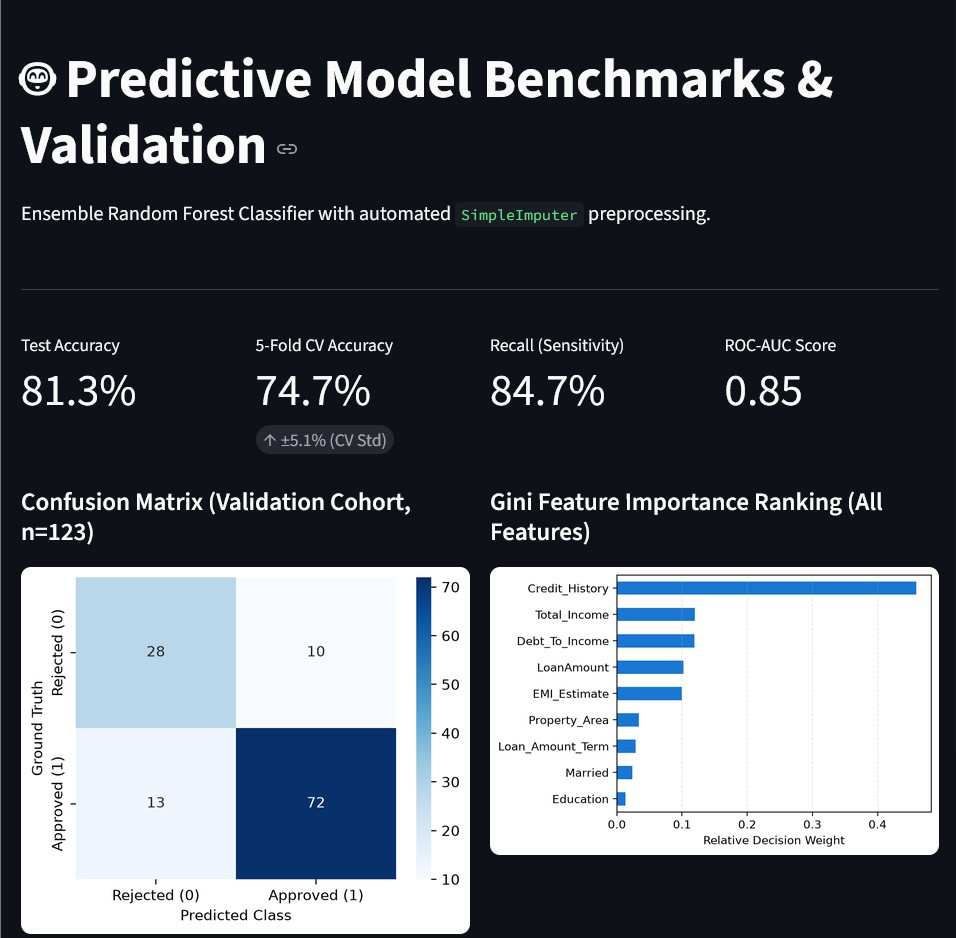 Predictive Model Benchmarks &
Validation
Ensemble Random Forest Classifier with automated SimpleImputer preprocessing.
Test Accuracy
81.3%
5-Fold CV Accuracy
74.7%
↑ ±5.1% (CV Std)
Recall (Sensitivity)
84.7%
ROC-AUC Score
0.85
Confusion Matrix (Validation Cohort,
n=123)
Ground Truth
Rejected (0)
Approved (1)
28
10
13
72
Rejected (0)
Approved (1)
Predicted Class
70
60
50
40
30
20
10
Gini Feature Importance Ranking (All
Features)
Credit_History
Total_Income
Debt_To_Income
LoanAmount
EMI_Estimate
Property_Area
Loan_Amount_Term
Married
Education
0.0
0.1
0.2
0.3
0.4
Relative Decision Weight